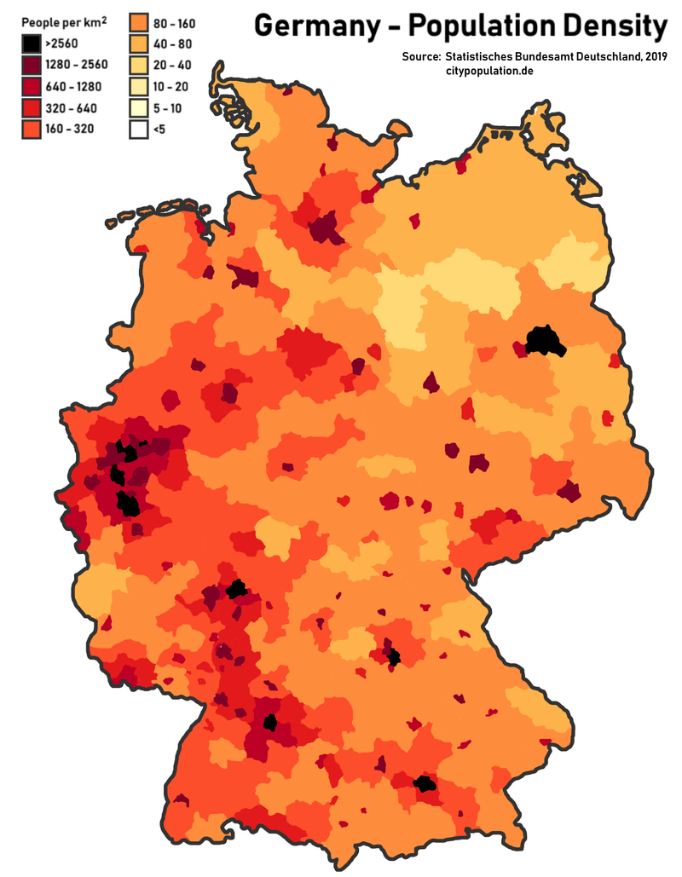 Germany - Population Density
Source: Statistisches Bundesamt Deutschland, 2019
citypopulation.de
People per km²
>2560
1280 - 2560
640 - 1280
320 - 640
160 - 320
80 - 160
40 - 80
20 - 40
10 - 20
5 - 10
<5